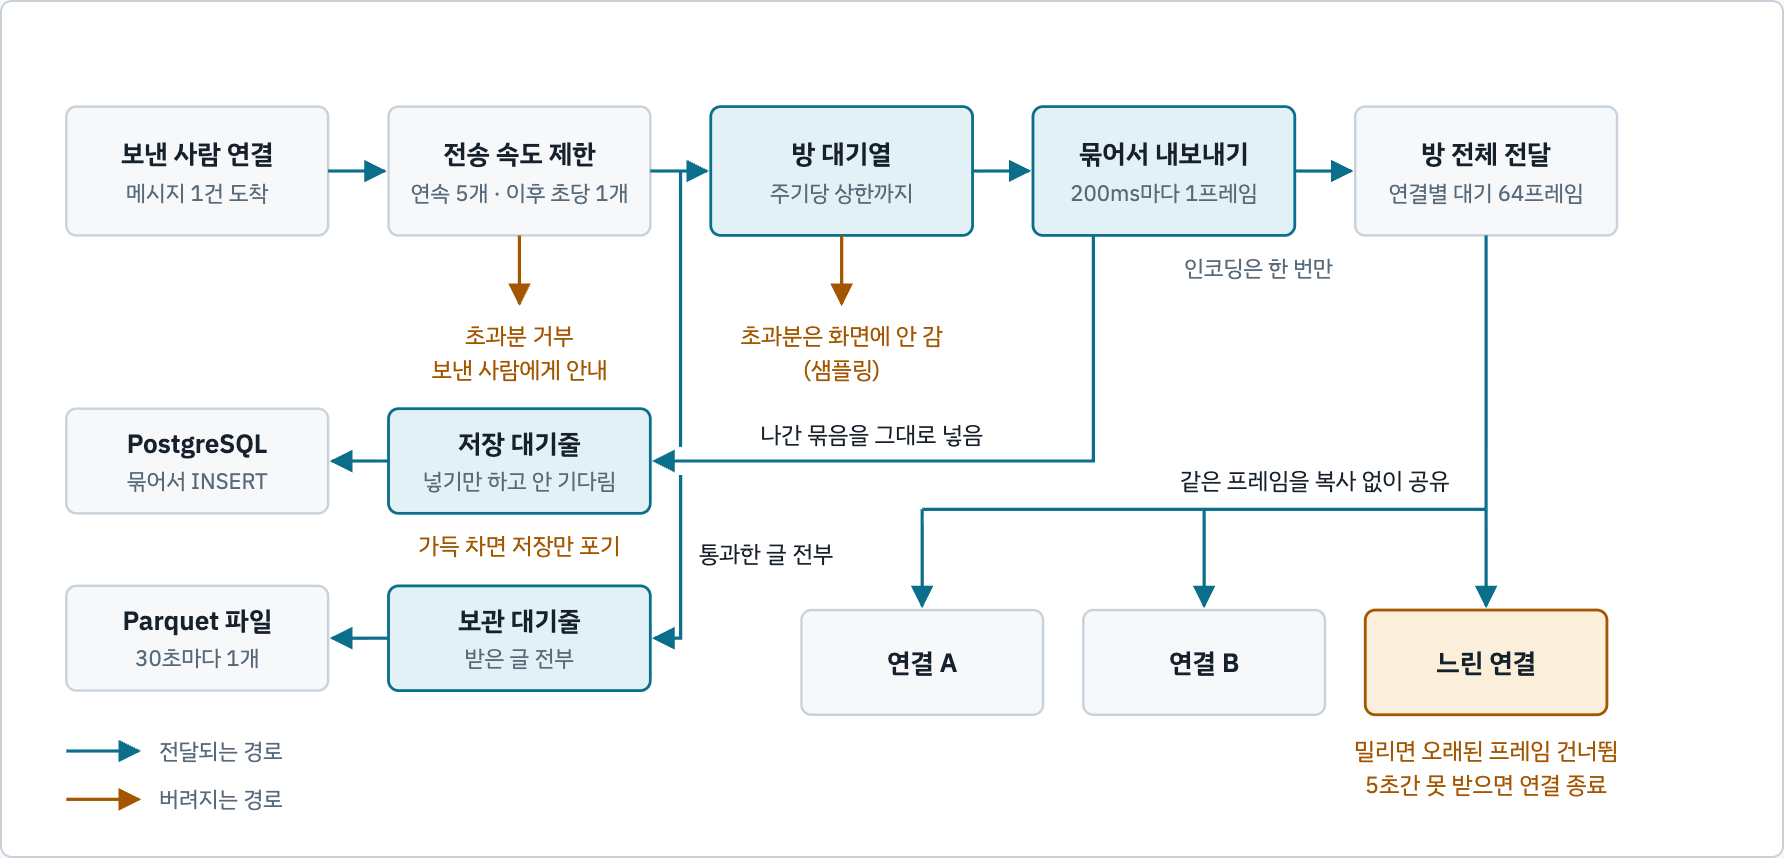 보낸 사람 연결
메시지 1건 도착
전송 속도 제한
연속 5개 · 이후 초당 1개
방 대기열
주기당 상한까지
묶어서 내보내기
200ms마다 1프레임
방 전체 전달
연결별 대기 64프레임
인코딩은 한 번만
초과분 거부
보낸 사람에게 안내
초과분은 화면에 안 감
(샘플링)
PostgreSQL
묶어서 INSERT
저장 대기줄
넣기만 하고 안 기다림
나간 묶음을 그대로 넣음
가득 차면 저장만 포기
같은 프레임을 복사 없이 공유
통과한 글 전부
Parquet 파일
30초마다 1개
보관 대기줄
받은 글 전부
연결 A
연결 B
느린 연결
밀리면 오래된 프레임 건너뜀
5초간 못 받으면 연결 종료
전달되는 경로
버려지는 경로